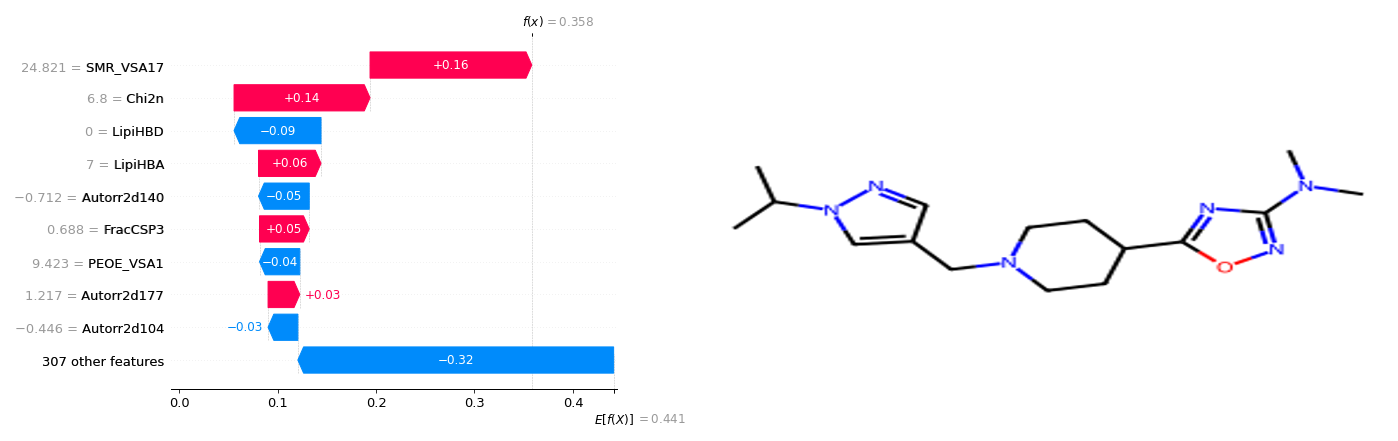 f(x) = 0.358
24.821 = SMR_VSA17 +0.16
6.8 = Chi2n +0.14
0 = LipiHBD −0.09
7 = LipiHBA +0.06
−0.712 = Autorr2d140 −0.05
0.688 = FracCSP3 +0.05
9.423 = PEOE_VSA1 −0.04
1.217 = Autorr2d177 +0.03
−0.446 = Autorr2d104 −0.03
307 other features −0.32
0.0 0.1 0.2 0.3 0.4
E[f(X)] = 0.441
N
N
N
N
N
O
N